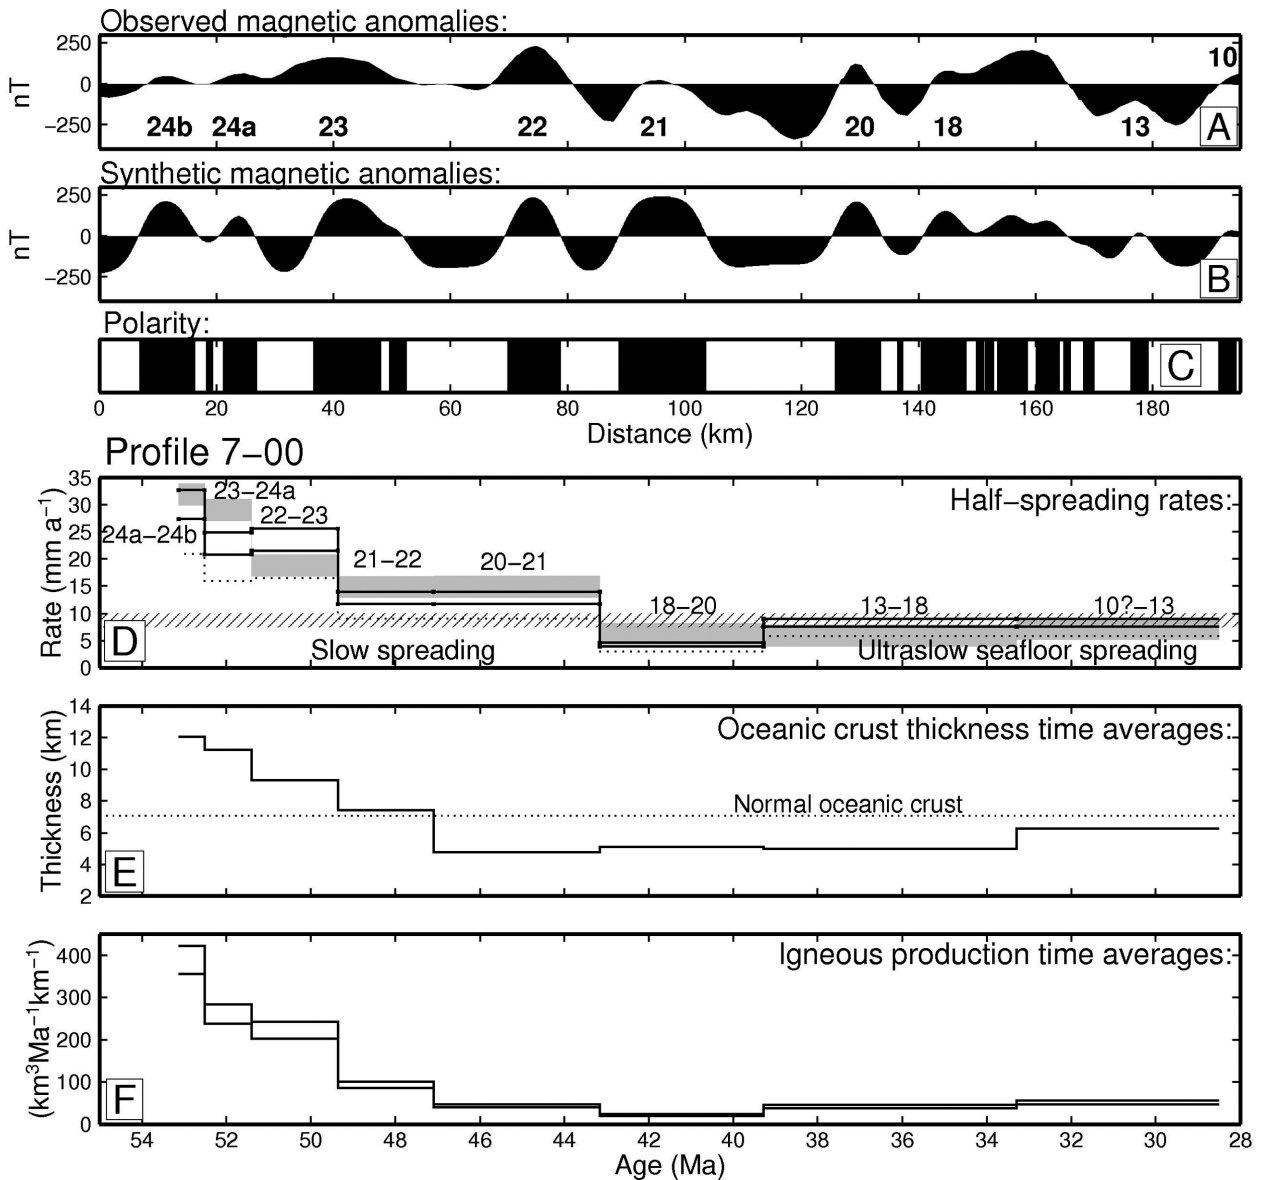 Observed magnetic anomalies:
250
0
−250
nT
24b 24a 23 22 21 20 18 13 10
A
Synthetic magnetic anomalies:
250
0
−250
nT
B
Polarity:
C
0 20 40 60 80 100 120 140 160 180
Distance (km)
Profile 7−00
35
30
25
20
15
10
5
0
Rate (mm a⁻¹)
Half−spreading rates:
23−24a
22−23
24a−24b
21−22
20−21
18−20
13−18
10?−13
Slow spreading
Ultraslow seafloor spreading
D
14
12
10
8
6
4
2
Thickness (km)
Oceanic crust thickness time averages:
Normal oceanic crust
E
400
300
200
100
0
(km³Ma⁻¹km⁻¹)
Igneous production time averages:
F
54 52 50 48 46 44 42 40 38 36 34 32 30 28
Age (Ma)